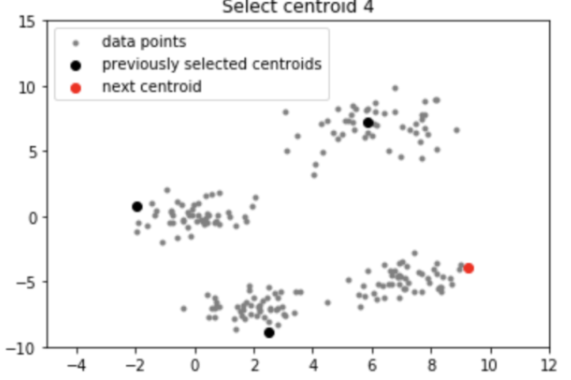 Select centroid 4
data points
previously selected centroids
next centroid
15
10
5
0
−5
−10
−4 −2 0 2 4 6 8 10 12